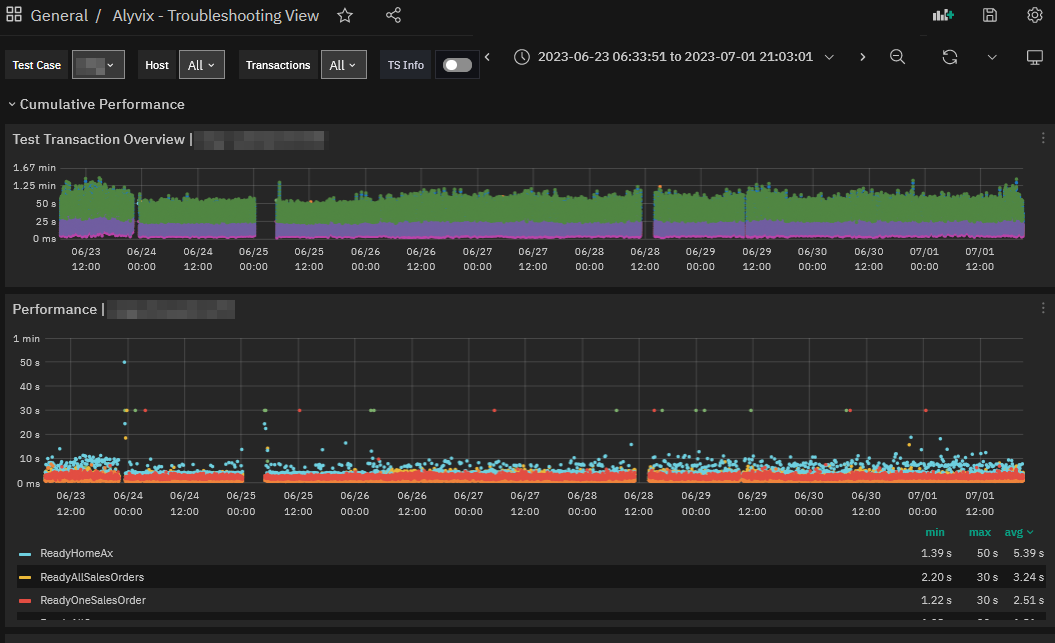 General / Alyvix - Troubleshooting View
Test Case Host All Transactions All TS Info 2023-06-23 06:33:51 to 2023-07-01 21:03:01
Cumulative Performance
Test Transaction Overview |
1.67 min
1.25 min
50 s
25 s
0 ms
06/23 06/24 06/24 06/25 06/25 06/26 06/26 06/27 06/27 06/28 06/28 06/29 06/29 06/30 06/30 07/01 07/01
12:00 00:00 12:00 00:00 12:00 00:00 12:00 00:00 12:00 00:00 12:00 00:00 12:00 00:00 12:00 00:00 12:00
Performance |
1 min
50 s
40 s
30 s
20 s
10 s
0 ms
06/23 06/24 06/24 06/25 06/25 06/26 06/26 06/27 06/27 06/28 06/28 06/29 06/29 06/30 06/30 07/01 07/01
12:00 00:00 12:00 00:00 12:00 00:00 12:00 00:00 12:00 00:00 12:00 00:00 12:00 00:00 12:00 00:00 12:00
min max avg
ReadyHomeAx 1.39 s 50 s 5.39 s
ReadyAllSalesOrders 2.20 s 30 s 3.24 s
ReadyOneSalesOrder 1.22 s 30 s 2.51 s